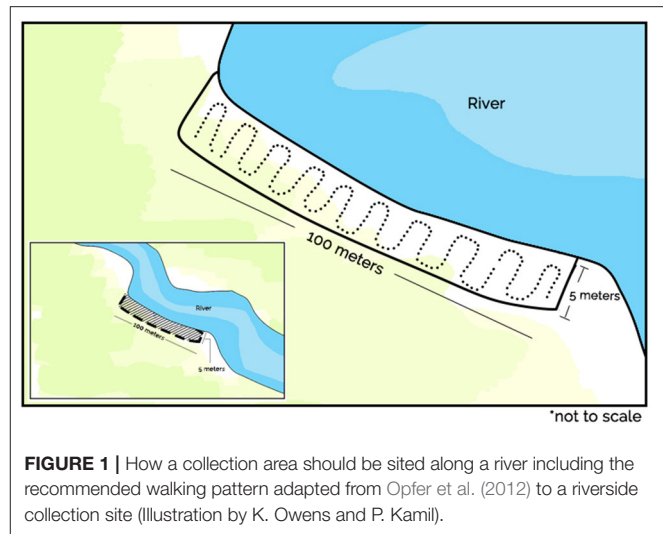 River
100 meters
5 meters
River
100 meters
5 meters
*not to scale
FIGURE 1 | How a collection area should be sited along a river including the
recommended walking pattern adapted from Opfer et al. (2012) to a riverside
collection site (Illustration by K. Owens and P. Kamil).